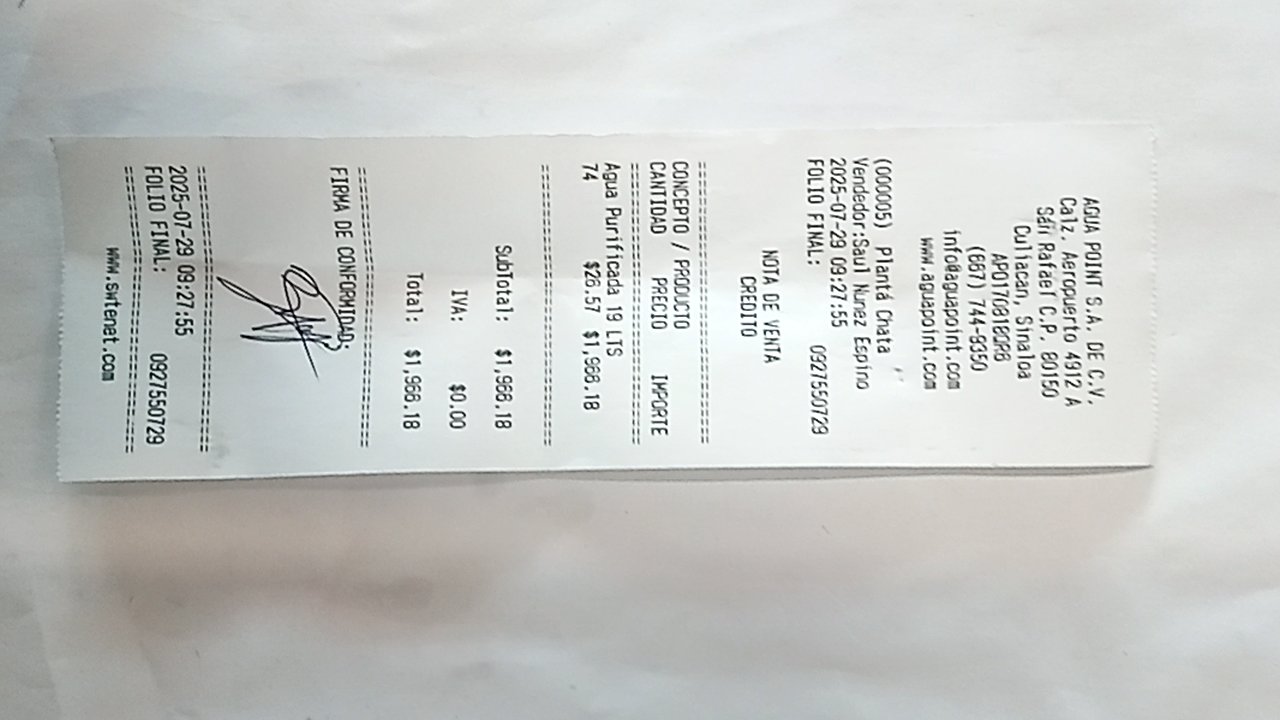 AGUA POINT S.A. DE C.V.
Calz. Aeropuerto 4912 A
San Rafael C.P. 80150
Culiacan, Sinaloa
(667) 744-8350
info@aguapoint.com
www.aguapoint.com
(000005) Planta Chata
Vendedor:Saul Nunez Espino
2025-07-29 09:27:55
FOLIO FINAL: 0927550729
NOTA DE VENTA
CREDITO
==============================
CONCEPTO / PRODUCTO
CANTIDAD PRECIO IMPORTE
==============================
Agua Purificada 19 LTS
74 $26.57 $1,966.18
==============================
SubTotal: $1,966.18
IVA: $0.00
Total: $1,966.18
==============================
FIRMA DE CONFORMIDAD:
==============================
2025-07-29 09:27:55
FOLIO FINAL: 0927550729
==============================
www.swtenet.com